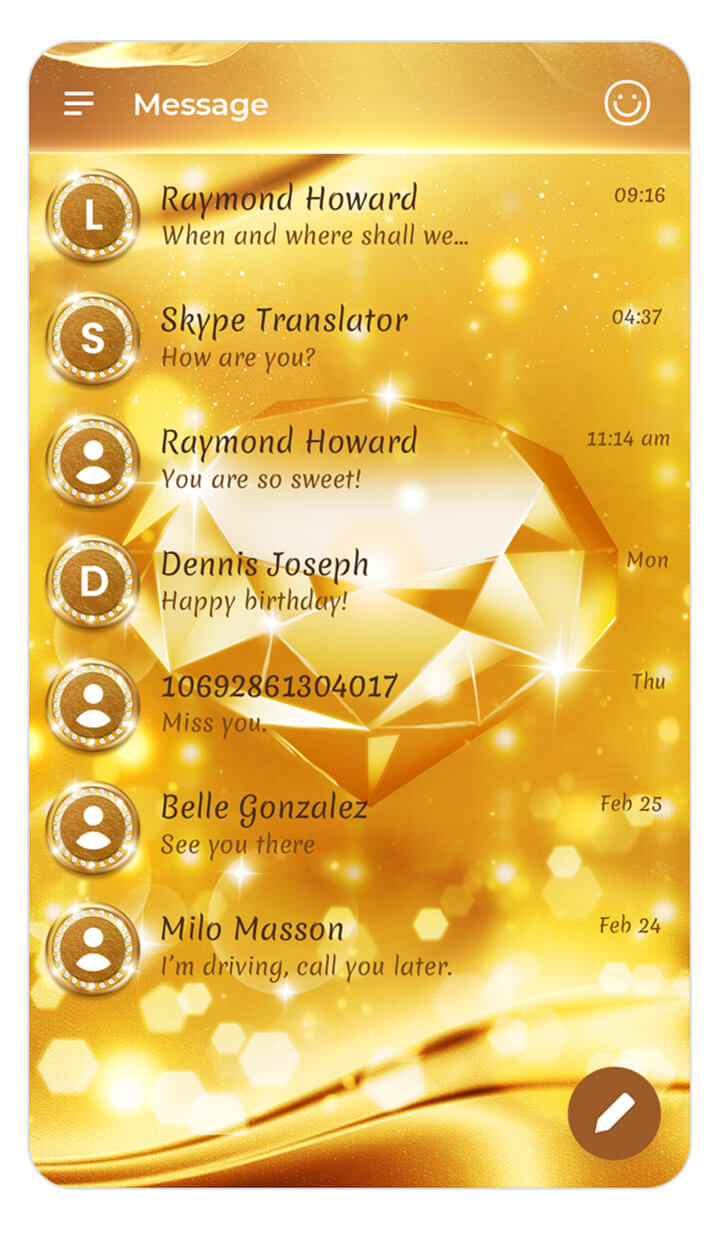 Message
L
Raymond Howard
09:16
When and where shall we...
S
Skype Translator
04:37
How are you?
Raymond Howard
11:14 am
You are so sweet!
D
Dennis Joseph
Mon
Happy birthday!
10692861304017
Thu
Miss you.
Belle Gonzalez
Feb 25
See you there
Milo Masson
Feb 24
I'm driving, call you later.